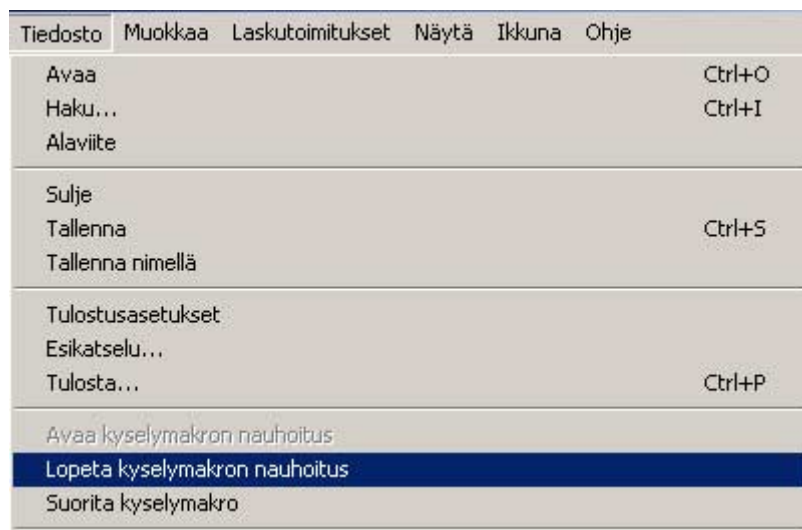 Tiedosto Muokkaa Laskutoimitukset Näytä Ikkuna Ohje
Avaa Ctrl+O
Haku... Ctrl+I
Alaviite
Sulje
Tallenna Ctrl+S
Tallenna nimellä
Tulostusasetukset
Esikatselu...
Tulosta... Ctrl+P
Avaa kyselymakron nauhoitus
Lopeta kyselymakron nauhoitus
Suorita kyselymakro